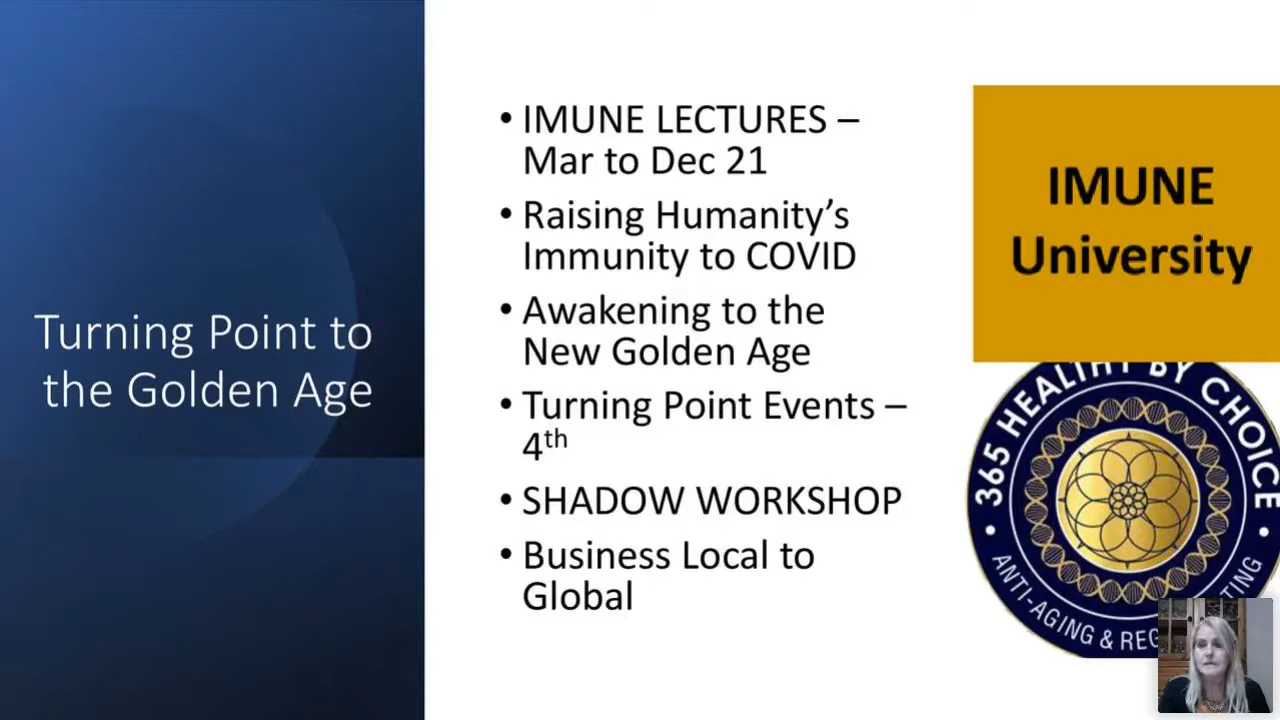 Turning Point to
the Golden Age
• IMUNE LECTURES –
Mar to Dec 21
• Raising Humanity’s
Immunity to COVID
• Awakening to the
New Golden Age
• Turning Point Events –
4th
• SHADOW WORKSHOP
• Business Local to
Global
IMUNE
University
• 365 HEALTHY BY CHOICE •
ANTI-AGING &